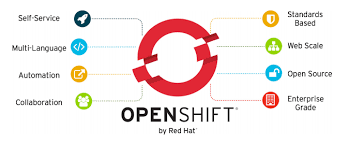 Self-Service
Multi-Language
Automation
Collaboration
Standards
Based
Web Scale
Open Source
Enterprise
Grade
OPENSHIFT
by Red Hat